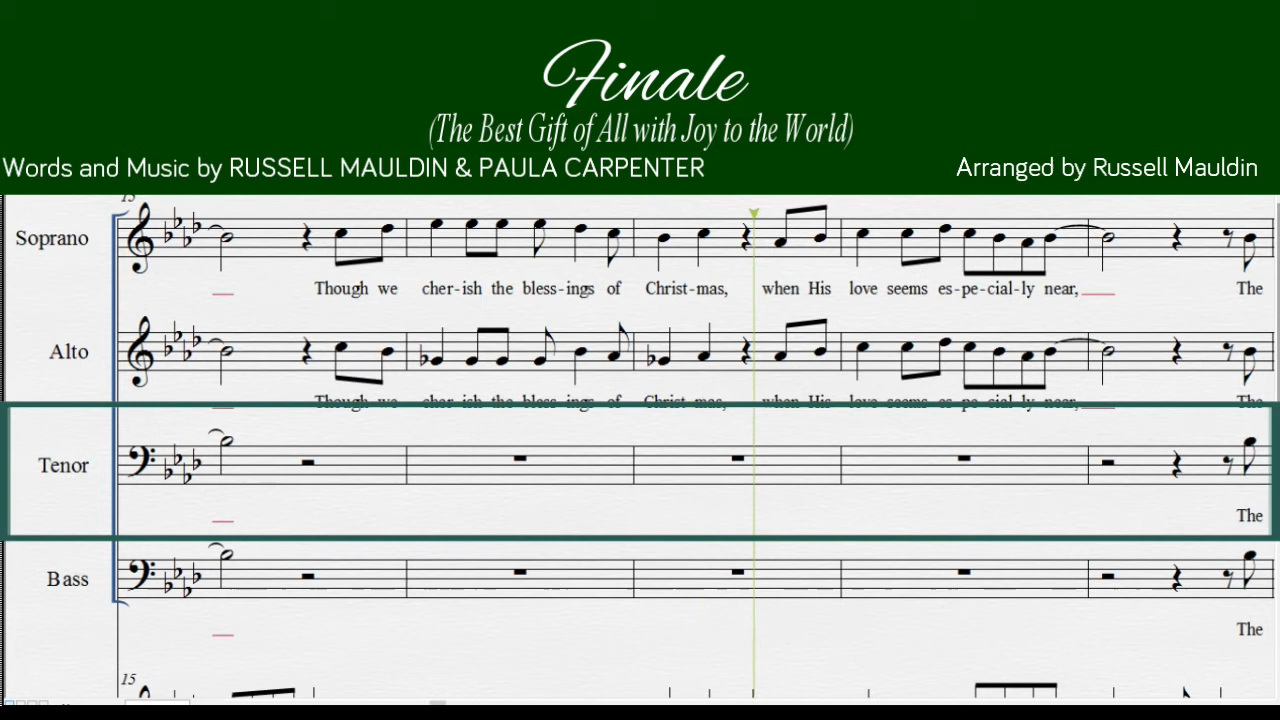 Finale
(The Best Gift of All with Joy to the World)
Words and Music by RUSSELL MAULDIN & PAULA CARPENTER
Arranged by Russell Mauldin
15
Soprano
Though we cher-ish the bless-ings of Christ-mas, when His love seems es-pe-cial-ly near, The
Alto
Though we cher-ish the bless-ings of Christ-mas, when His love seems es-pe-cial-ly near, The
Tenor
The
Bass
The
15